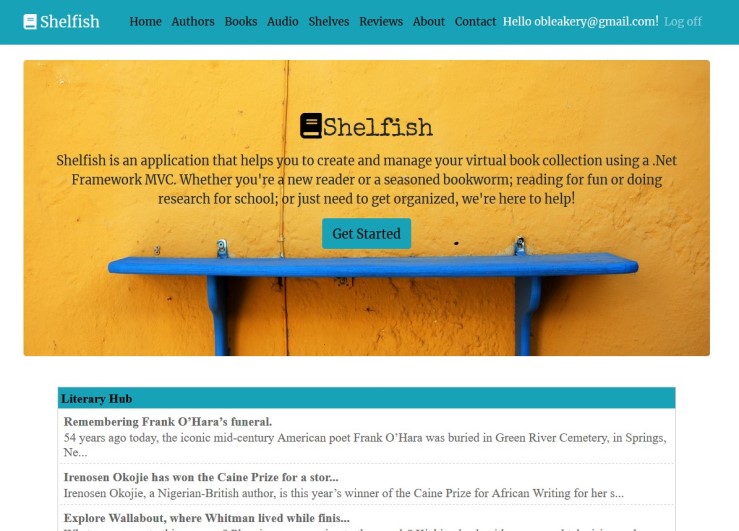 Shelfish Home Authors Books Audio Shelves Reviews About Contact Hello obleakery@gmail.com! Log off
Shelfish
Shelfish is an application that helps you to create and manage your virtual book collection using a .Net
Framework MVC. Whether you're a new reader or a seasoned bookworm; reading for fun or doing
research for school; or just need to get organized, we're here to help!
Get Started
Literary Hub
Remembering Frank O’Hara’s funeral.
54 years ago today, the iconic mid-century American poet Frank O’Hara was buried in Green River Cemetery, in Springs,
Ne...
Irenosen Okojie has won the Caine Prize for a stor...
Irenosen Okojie, a Nigerian-British author, is this year’s winner of the Caine Prize for African Writing for her s...
Explore Wallabout, where Whitman lived while finis...